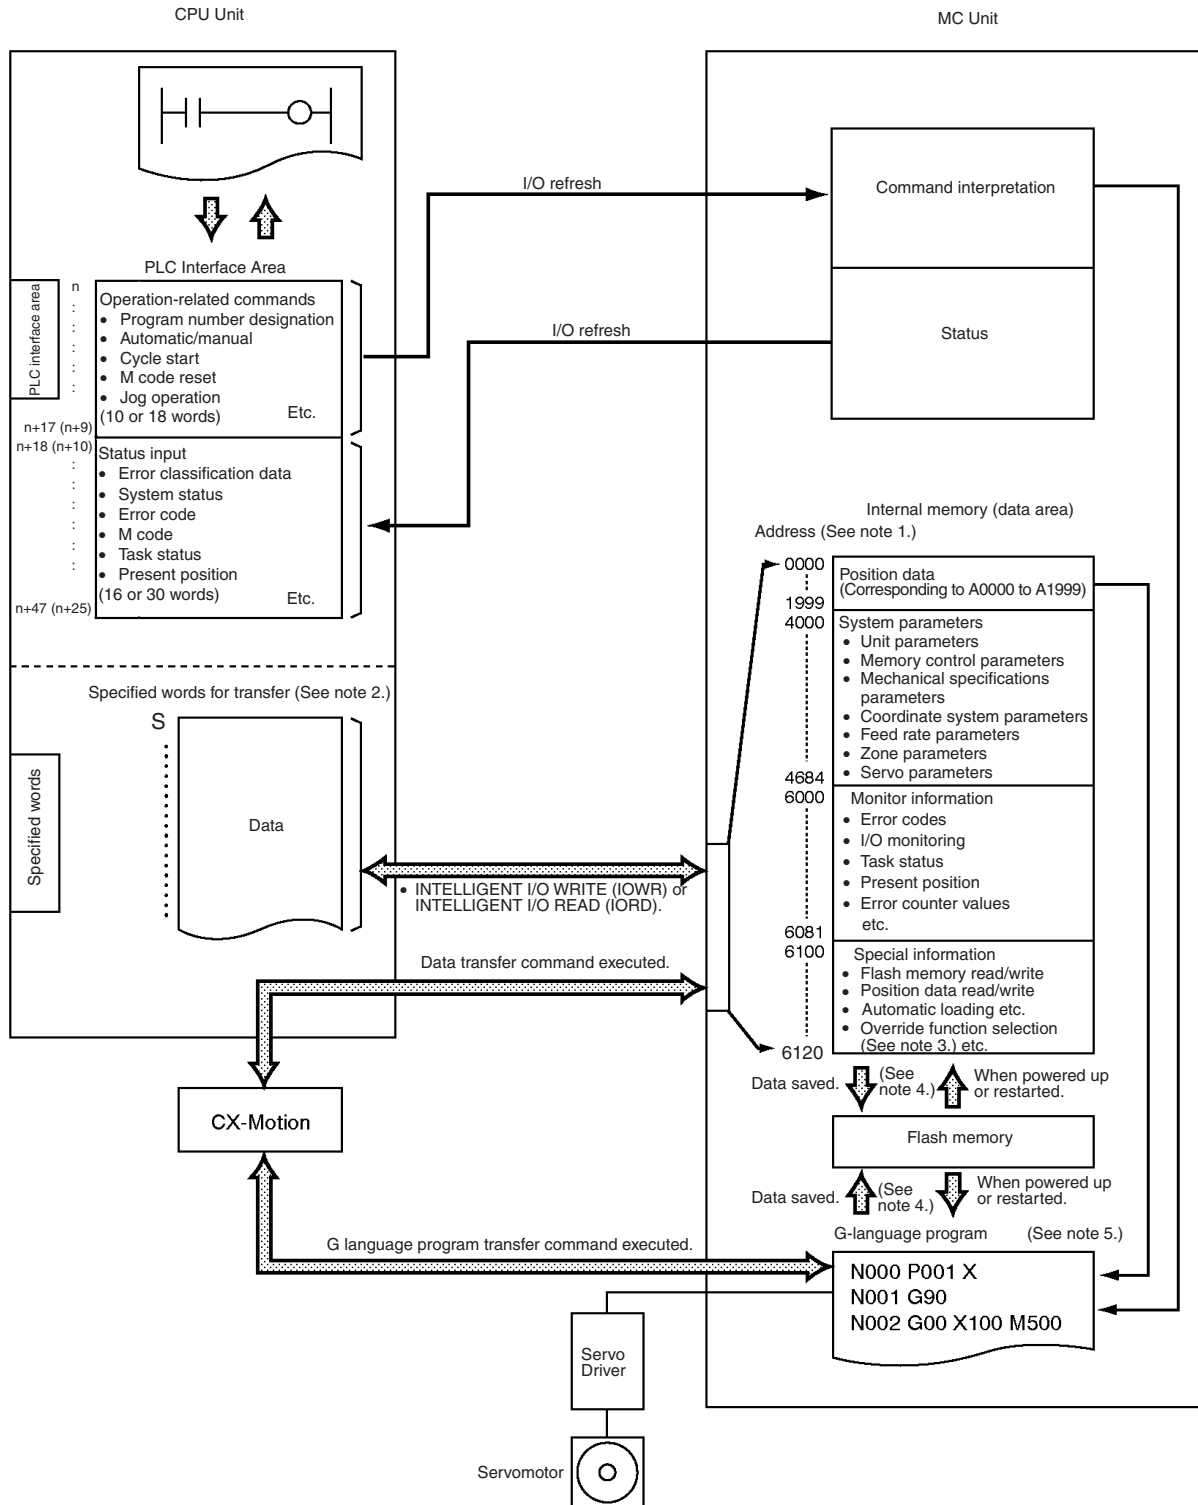 CPU Unit
MC Unit
I/O refresh
Command interpretation
PLC Interface Area
PLC interface area
n
:
:
:
:
:
:
n+17 (n+9)
Operation-related commands
• Program number designation
• Automatic/manual
• Cycle start
• M code reset
• Jog operation
(10 or 18 words)
Etc.
I/O refresh
Status
n+18 (n+10)
:
:
:
:
:
:
n+47 (n+25)
Status input
• Error classification data
• System status
• Error code
• M code
• Task status
• Present position
(16 or 30 words)
Etc.
Internal memory (data area)
Address (See note 1.)
0000
1999
Position data
(Corresponding to A0000 to A1999)
4000
4684
System parameters
• Unit parameters
• Memory control parameters
• Mechanical specifications
parameters
• Coordinate system parameters
• Feed rate parameters
• Zone parameters
• Servo parameters
6000
6081
Monitor information
• Error codes
• I/O monitoring
• Task status
• Present position
• Error counter values
etc.
6100
6120
Special information
• Flash memory read/write
• Position data read/write
• Automatic loading etc.
• Override function selection
(See note 3.) etc.
Specified words for transfer (See note 2.)
S
Specified words
Data
• INTELLIGENT I/O WRITE (IOWR) or
INTELLIGENT I/O READ (IORD).
Data transfer command executed.
CX-Motion
Data saved.
(See
note 4.)
When powered up
or restarted.
Flash memory
Data saved.
(See
note 4.)
When powered up
or restarted.
G-language program
(See note 5.)
G language program transfer command executed.
N000 P001 X
N001 G90
N002 G00 X100 M500
Servo
Driver
Servomotor